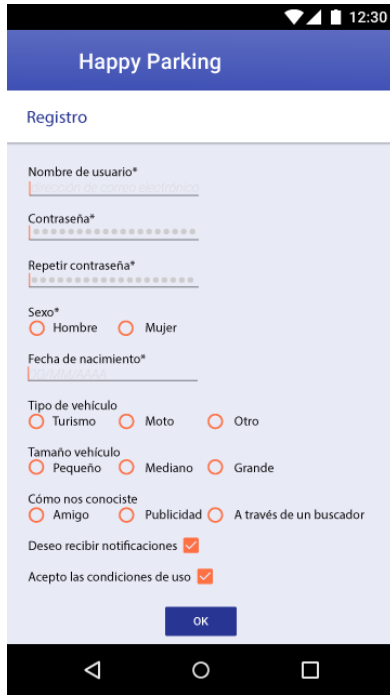 12:30
Happy Parking
Registro
Nombre de usuario*
dirección de correo electrónico
Contraseña*
Repetir contraseña*
Sexo*
Hombre Mujer
Fecha de nacimiento*
DD/MM/AAAA
Tipo de vehículo
Turismo Moto Otro
Tamaño vehículo
Pequeño Mediano Grande
Cómo nos conociste
Amigo Publicidad A través de un buscador
Deseo recibir notificaciones
Acepto las condiciones de uso
OK